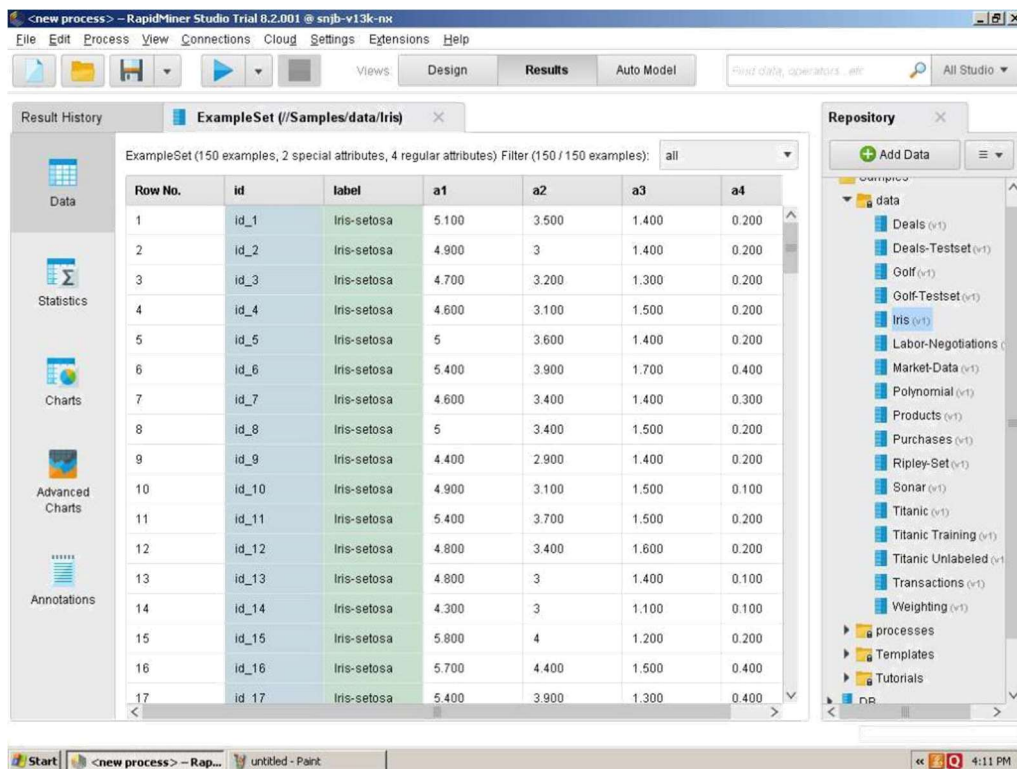 <new process> – RapidMiner Studio Trial 8.2.001 @ snjb-v13k-nx
File Edit Process View Connections Cloud Settings Extensions Help
Views: Design Results Auto Model Find data, operators...etc All Studio
Result History ExampleSet (//Samples/data/Iris) Repository
ExampleSet (150 examples, 2 special attributes, 4 regular attributes) Filter (150 / 150 examples): all
Add Data
Data
Statistics
Charts
Advanced
Charts
Annotations
Row No. id label a1 a2 a3 a4
1 id_1 Iris-setosa 5.100 3.500 1.400 0.200
2 id_2 Iris-setosa 4.900 3 1.400 0.200
3 id_3 Iris-setosa 4.700 3.200 1.300 0.200
4 id_4 Iris-setosa 4.600 3.100 1.500 0.200
5 id_5 Iris-setosa 5 3.600 1.400 0.200
6 id_6 Iris-setosa 5.400 3.900 1.700 0.400
7 id_7 Iris-setosa 4.600 3.400 1.400 0.300
8 id_8 Iris-setosa 5 3.400 1.500 0.200
9 id_9 Iris-setosa 4.400 2.900 1.400 0.200
10 id_10 Iris-setosa 4.900 3.100 1.500 0.100
11 id_11 Iris-setosa 5.400 3.700 1.500 0.200
12 id_12 Iris-setosa 4.800 3.400 1.600 0.200
13 id_13 Iris-setosa 4.800 3 1.400 0.100
14 id_14 Iris-setosa 4.300 3 1.100 0.100
15 id_15 Iris-setosa 5.800 4 1.200 0.200
16 id_16 Iris-setosa 5.700 4.400 1.500 0.400
17 id_17 Iris-setosa 5.400 3.900 1.300 0.400
Samples
data
Deals (v1)
Deals-Testset (v1)
Golf (v1)
Golf-Testset (v1)
Iris (v1)
Labor-Negotiations (
Market-Data (v1)
Polynomial (v1)
Products (v1)
Purchases (v1)
Ripley-Set (v1)
Sonar (v1)
Titanic (v1)
Titanic Training (v1)
Titanic Unlabeled (v1
Transactions (v1)
Weighting (v1)
processes
Templates
Tutorials
DB
Start <new process> – Rap... untitled - Paint 4:11 PM